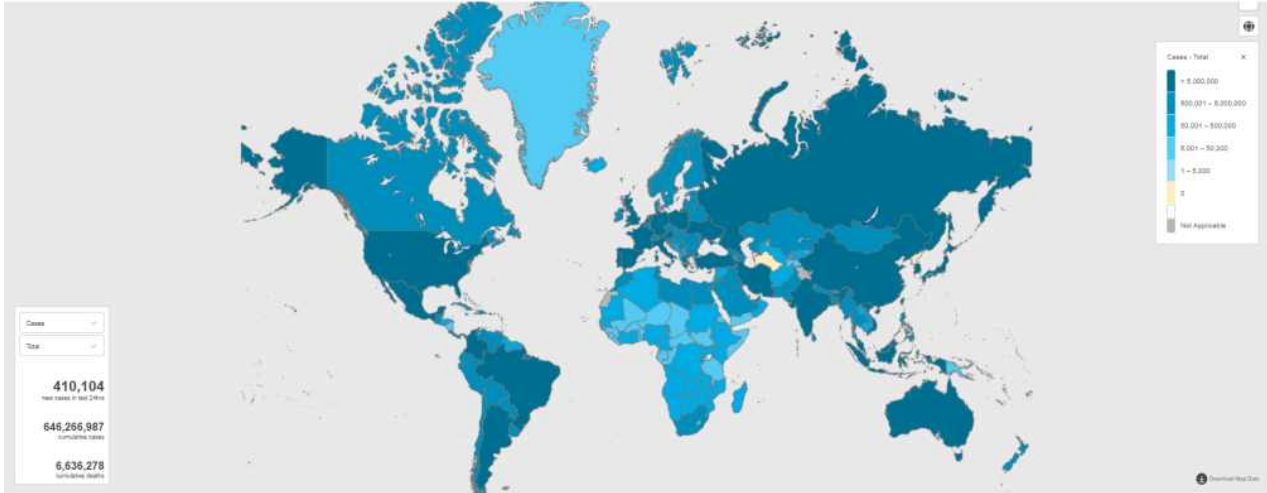 Cases
Total
410,104
new cases in last 24hrs
646,266,987
cumulative cases
6,636,278
cumulative deaths
Cases - Total
> 5,000,000
500,001 – 5,000,000
50,001 – 500,000
5,001 – 50,000
1 – 5,000
0
Not Applicable
Download Map Data